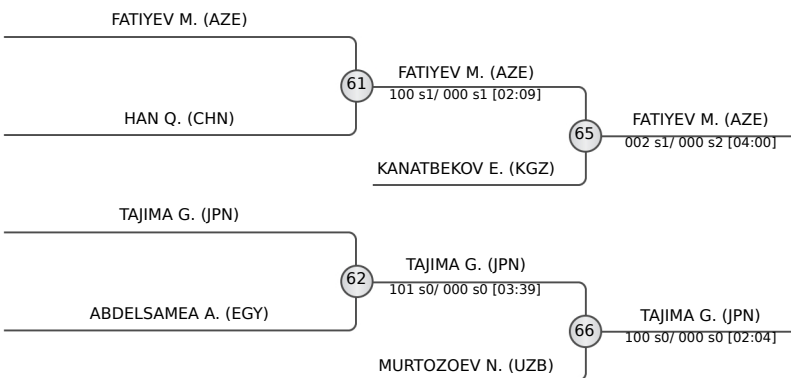 FATIYEV M. (AZE)
61
FATIYEV M. (AZE)
100 s1/ 000 s1 [02:09]
HAN Q. (CHN)
65
FATIYEV M. (AZE)
002 s1/ 000 s2 [04:00]
KANATBEKOV E. (KGZ)
TAJIMA G. (JPN)
62
TAJIMA G. (JPN)
101 s0/ 000 s0 [03:39]
ABDELSAMEA A. (EGY)
66
TAJIMA G. (JPN)
100 s0/ 000 s0 [02:04]
MURTOZOEV N. (UZB)